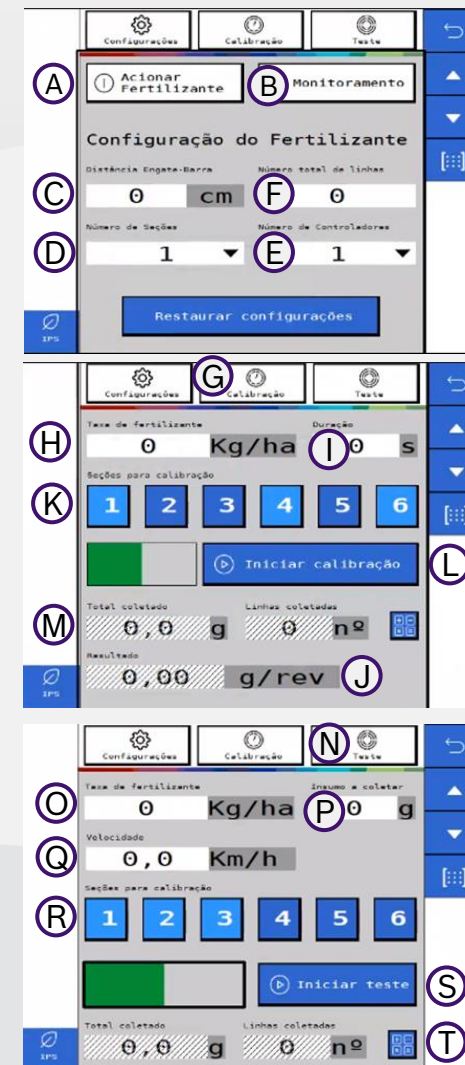 Configurações Calibração Teste
A Acionar Fertilizante B Monitoramento
Configuração do Fertilizante
Distância Engate-Barra Número total de linhas
C 0 cm F 0
Número de Seções Número de Controladores
D 1 E 1
Restaurar configurações
IPS
Configurações G Calibração Teste
Taxa de fertilizante Duração
H 0 Kg/ha I 0 s
Seções para calibração
K 1 2 3 4 5 6
Iniciar calibração L
Total coletado Linhas coletadas
M 0,0 g 0 nº
Resultado
0,00 g/rev J
IPS
Configurações Calibração N Teste
Taxa de fertilizante Insumo a coletar
O 0 Kg/ha P 0 g
Velocidade
Q 0,0 Km/h
Seções para calibração
R 1 2 3 4 5 6
Iniciar teste S
Total coletado Linhas coletadas
0,0 g 0 nº T
IPS